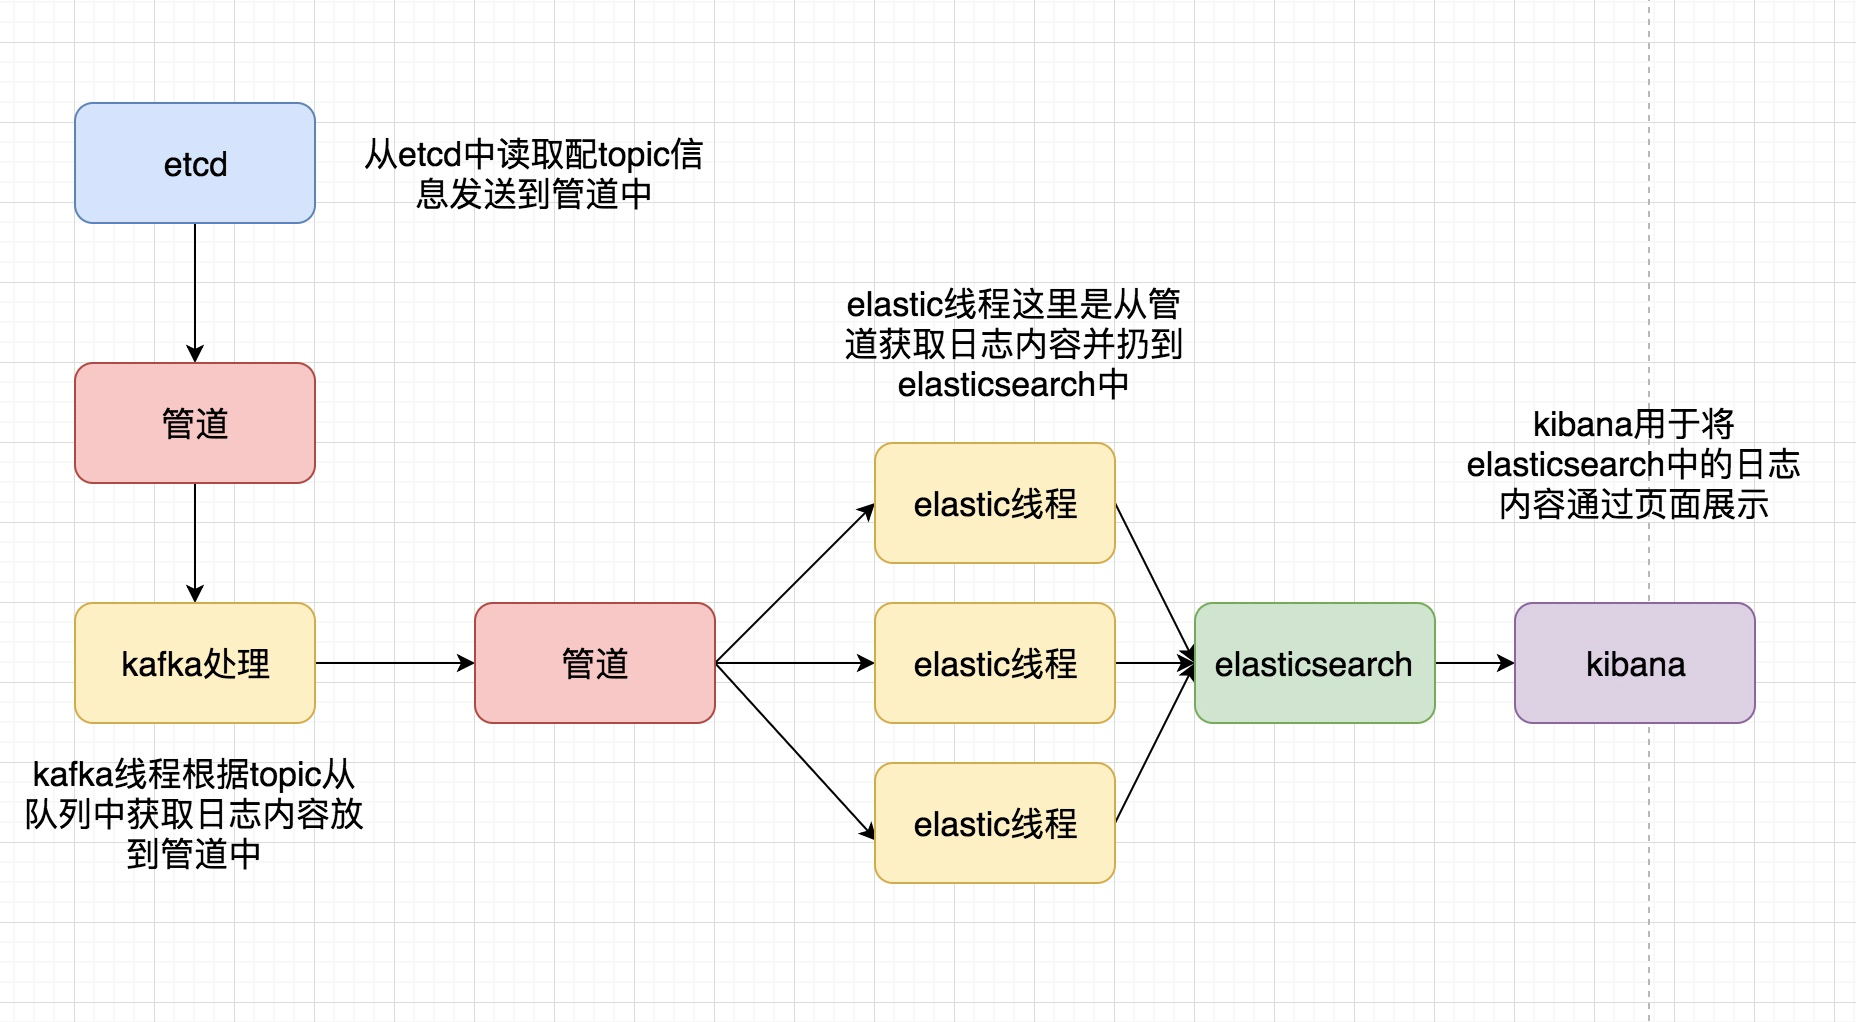 etcd
从etcd中读取配topic信
息发送到管道中
管道
kafka处理
kafka线程根据topic从
队列中获取日志内容放
到管道中
管道
elastic线程这里是从管
道获取日志内容并扔到
elasticsearch中
elastic线程
elastic线程
elastic线程
elasticsearch
kibana用于将
elasticsearch中的日志
内容通过页面展示
kibana